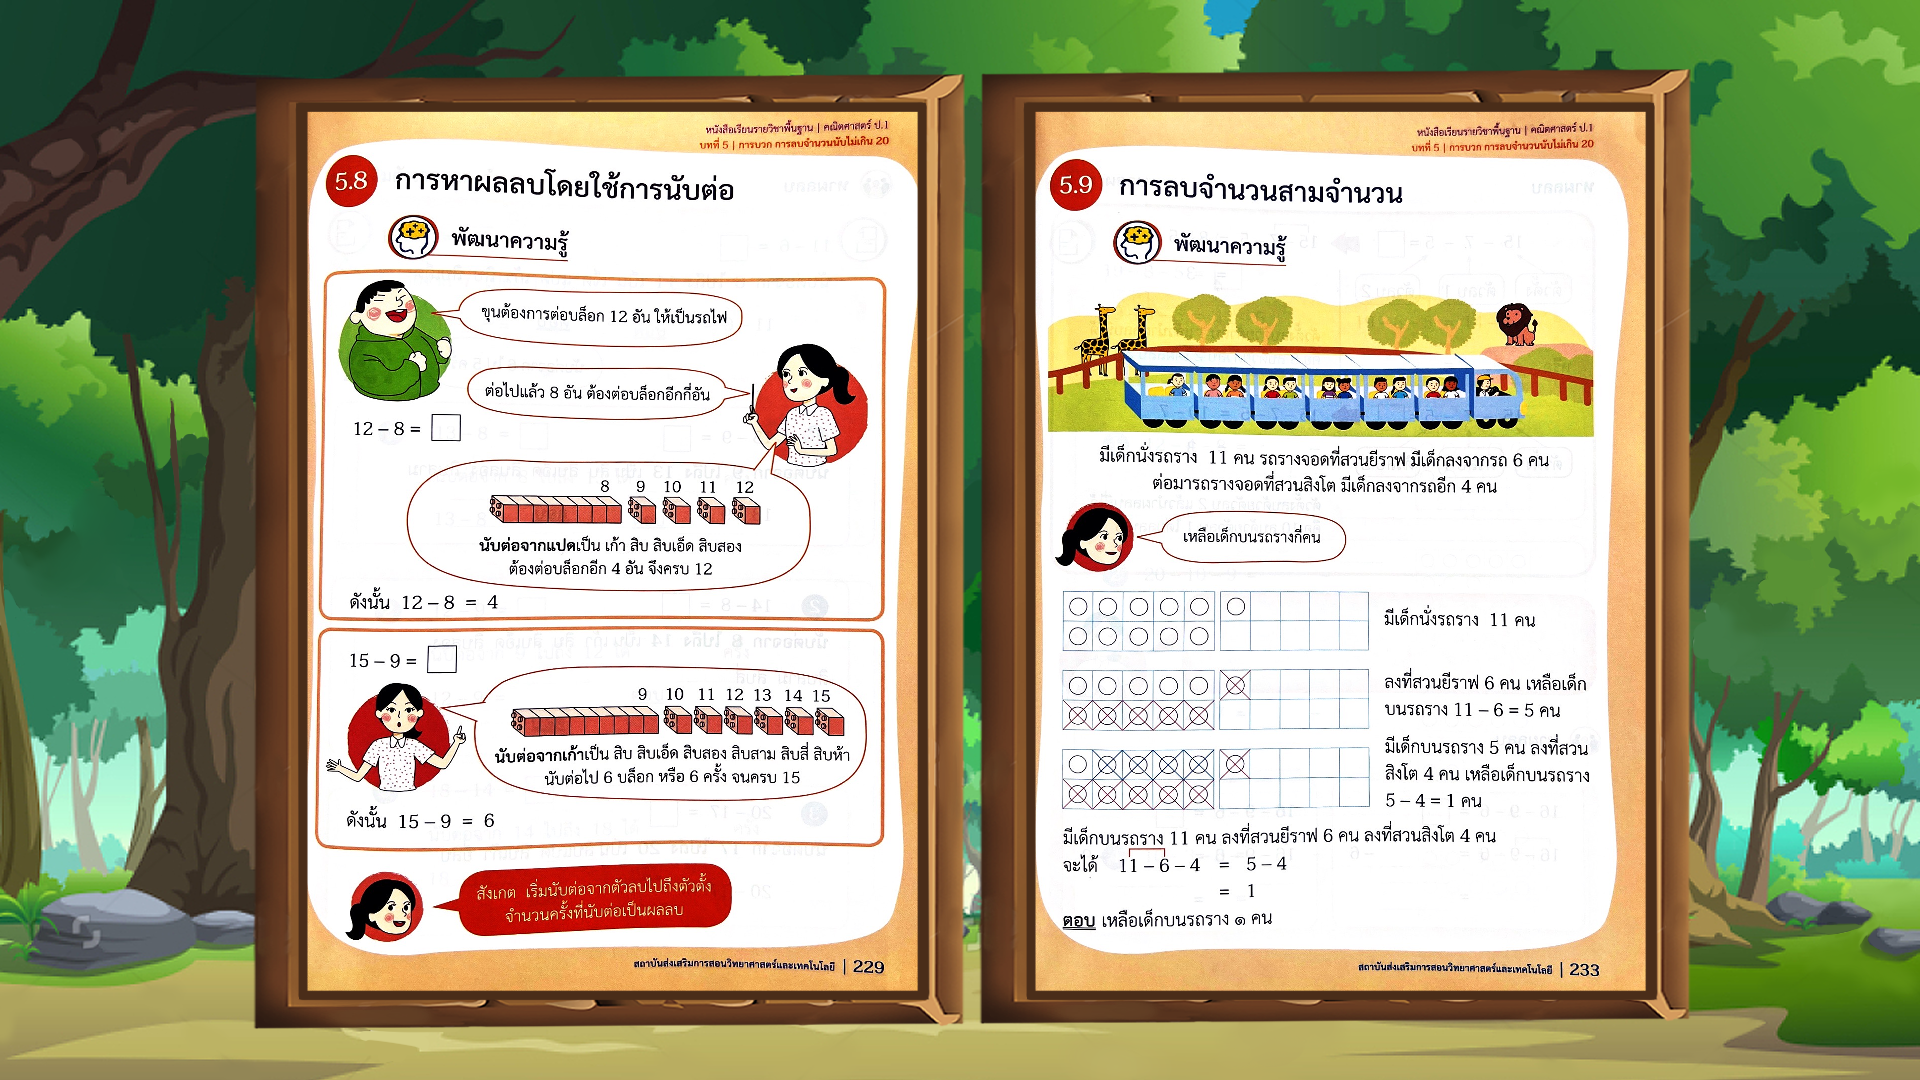 หนังสือเรียนรายวิชาพื้นฐาน | คณิตศาสตร์ ป.1
บทที่ 5 | การบวก การลบจำนวนนับไม่เกิน 20
5.8 การหาผลลบโดยใช้การนับต่อ
พัฒนาความรู้
ขุนต้องการต่อบล็อก 12 อัน ให้เป็นรถไฟ
ต่อไปแล้ว 8 อัน ต้องต่อบล็อกอีกกี่อัน
12 – 8 =
8 9 10 11 12
นับต่อจากแปดเป็น เก้า สิบ สิบเอ็ด สิบสอง
ต้องต่อบล็อกอีก 4 อัน จึงครบ 12
ดังนั้น 12 – 8 = 4
15 – 9 =
9 10 11 12 13 14 15
นับต่อจากเก้าเป็น สิบ สิบเอ็ด สิบสอง สิบสาม สิบสี่ สิบห้า
นับต่อไป 6 บล็อก หรือ 6 ครั้ง จนครบ 15
ดังนั้น 15 – 9 = 6
สังเกต เริ่มนับต่อจากตัวลบไปถึงตัวตั้ง
จำนวนครั้งที่นับต่อเป็นผลลบ
สถาบันส่งเสริมการสอนวิทยาศาสตร์และเทคโนโลยี | 229
หนังสือเรียนรายวิชาพื้นฐาน | คณิตศาสตร์ ป.1
บทที่ 5 | การบวก การลบจำนวนนับไม่เกิน 20
5.9 การลบจำนวนสามจำนวน
พัฒนาความรู้
มีเด็กนั่งรถราง 11 คน รถรางจอดที่สวนยีราฟ มีเด็กลงจากรถ 6 คน
ต่อมารถรางจอดที่สวนสิงโต มีเด็กลงจากรถอีก 4 คน
เหลือเด็กบนรถรางกี่คน
มีเด็กนั่งรถราง 11 คน
ลงที่สวนยีราฟ 6 คน เหลือเด็ก
บนรถราง 11 – 6 = 5 คน
มีเด็กบนรถราง 5 คน ลงที่สวน
สิงโต 4 คน เหลือเด็กบนรถราง
5 – 4 = 1 คน
มีเด็กบนรถราง 11 คน ลงที่สวนยีราฟ 6 คน ลงที่สวนสิงโต 4 คน
จะได้ 11 – 6 – 4 = 5 – 4
= 1
ตอบ เหลือเด็กบนรถราง ๑ คน
สถาบันส่งเสริมการสอนวิทยาศาสตร์และเทคโนโลยี | 233